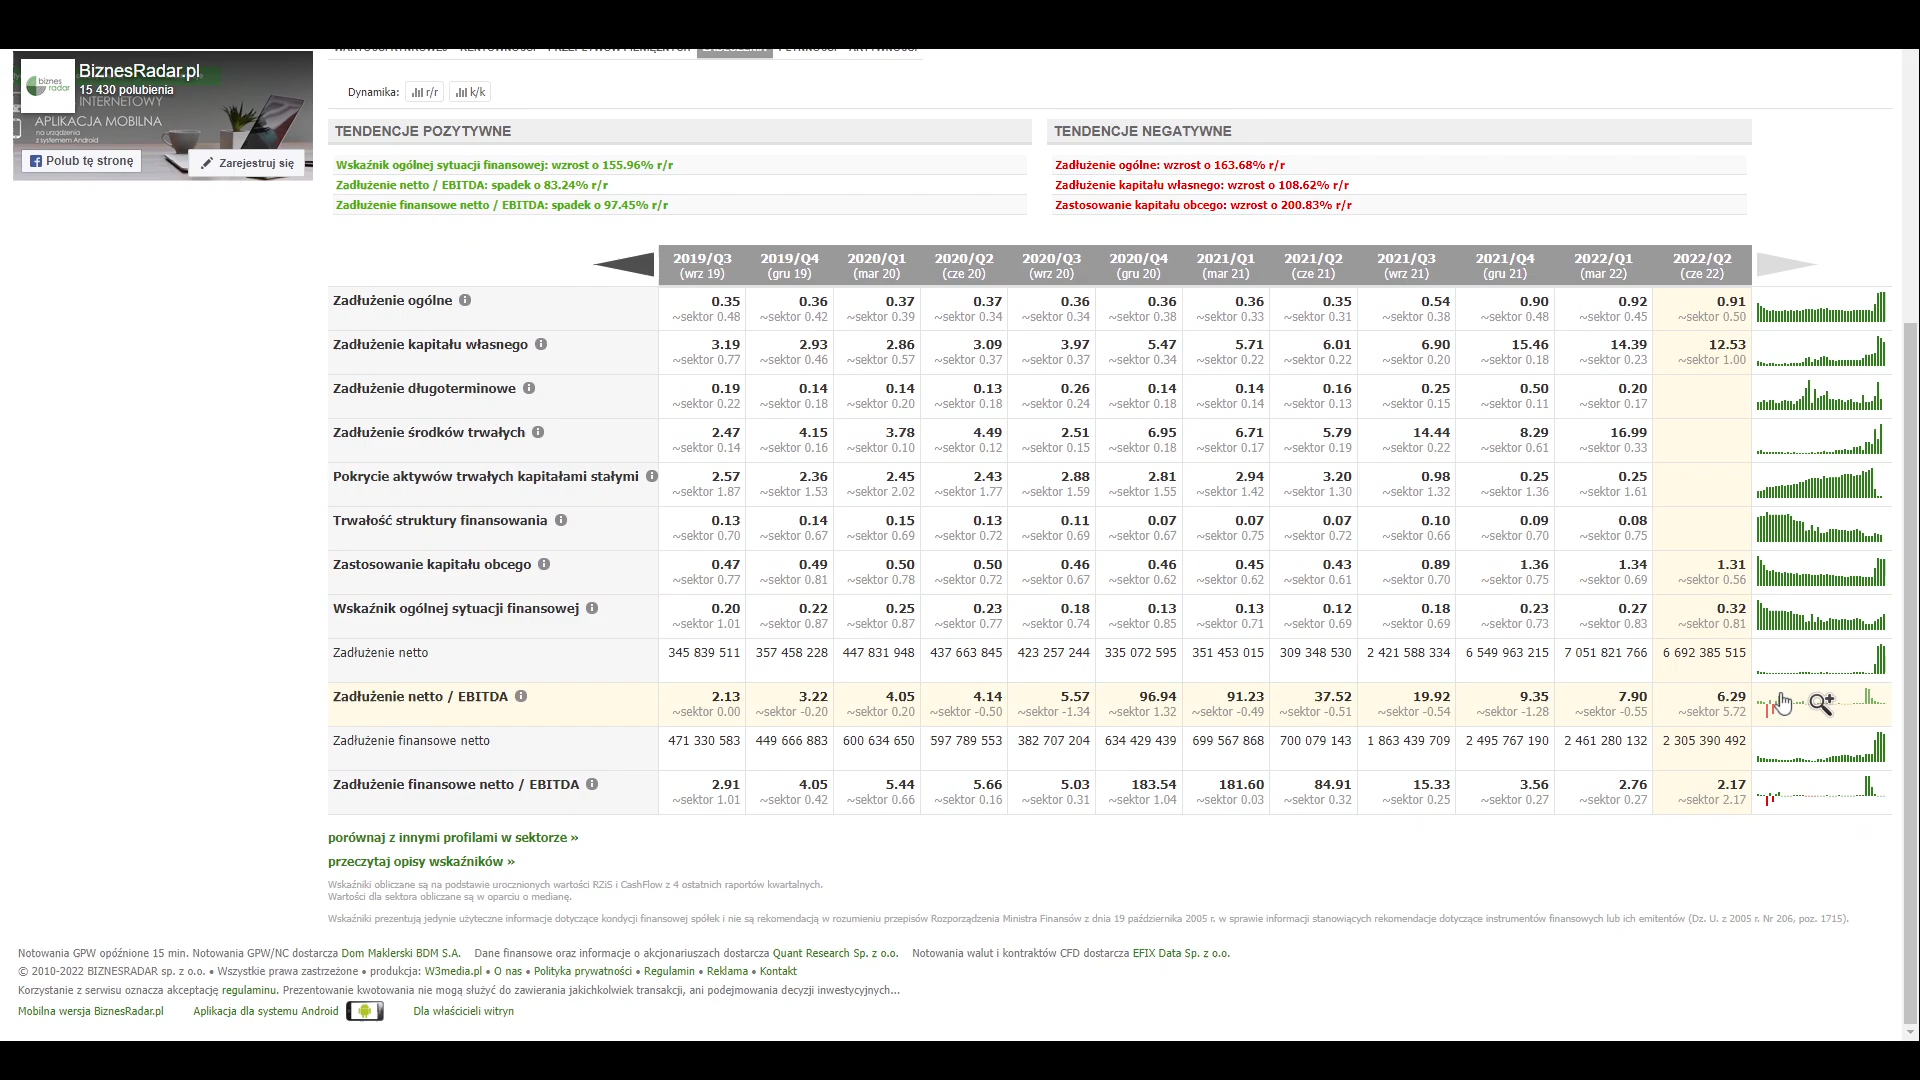 BiznesRadar.pl
15 430 polubienia
biznes radar
INTERNETOWY
APLIKACJA MOBILNA
na urządzenia
z systemem Android
Polub tę stronę
Zarejestruj się
Dynamika: r/r k/k
TENDENCJE POZYTYWNE
Wskaźnik ogólnej sytuacji finansowej: wzrost o 155.96% r/r
Zadłużenie netto / EBITDA: spadek o 83.24% r/r
Zadłużenie finansowe netto / EBITDA: spadek o 97.45% r/r
TENDENCJE NEGATYWNE
Zadłużenie ogólne: wzrost o 163.68% r/r
Zadłużenie kapitału własnego: wzrost o 108.62% r/r
Zastosowanie kapitału obcego: wzrost o 200.83% r/r
2019/Q3 2019/Q4 2020/Q1 2020/Q2 2020/Q3 2020/Q4 2021/Q1 2021/Q2 2021/Q3 2021/Q4 2022/Q1 2022/Q2
(wrz 19) (gru 19) (mar 20) (cze 20) (wrz 20) (gru 20) (mar 21) (cze 21) (wrz 21) (gru 21) (mar 22) (cze 22)
Zadłużenie ogólne 0.35 0.36 0.37 0.37 0.36 0.36 0.36 0.35 0.54 0.90 0.92 0.91
~sektor 0.48 ~sektor 0.42 ~sektor 0.39 ~sektor 0.34 ~sektor 0.34 ~sektor 0.38 ~sektor 0.33 ~sektor 0.31 ~sektor 0.38 ~sektor 0.48 ~sektor 0.45 ~sektor 0.50
Zadłużenie kapitału własnego 3.19 2.93 2.86 3.09 3.97 5.47 5.71 6.01 6.90 15.46 14.39 12.53
~sektor 0.77 ~sektor 0.46 ~sektor 0.57 ~sektor 0.37 ~sektor 0.37 ~sektor 0.34 ~sektor 0.22 ~sektor 0.22 ~sektor 0.20 ~sektor 0.18 ~sektor 0.23 ~sektor 1.00
Zadłużenie długoterminowe 0.19 0.14 0.14 0.13 0.26 0.14 0.14 0.16 0.25 0.50 0.20
~sektor 0.22 ~sektor 0.18 ~sektor 0.20 ~sektor 0.18 ~sektor 0.24 ~sektor 0.18 ~sektor 0.14 ~sektor 0.13 ~sektor 0.15 ~sektor 0.11 ~sektor 0.17
Zadłużenie środków trwałych 2.47 4.15 3.78 4.49 2.51 6.95 6.71 5.79 14.44 8.29 16.99
~sektor 0.14 ~sektor 0.16 ~sektor 0.10 ~sektor 0.12 ~sektor 0.15 ~sektor 0.18 ~sektor 0.17 ~sektor 0.19 ~sektor 0.22 ~sektor 0.61 ~sektor 0.33
Pokrycie aktywów trwałych kapitałami stałymi 2.57 2.36 2.45 2.43 2.88 2.81 2.94 3.20 0.98 0.25 0.25
~sektor 1.87 ~sektor 1.53 ~sektor 2.02 ~sektor 1.77 ~sektor 1.59 ~sektor 1.55 ~sektor 1.42 ~sektor 1.30 ~sektor 1.32 ~sektor 1.36 ~sektor 1.61
Trwałość struktury finansowania 0.13 0.14 0.15 0.13 0.11 0.07 0.07 0.07 0.10 0.09 0.08
~sektor 0.70 ~sektor 0.67 ~sektor 0.69 ~sektor 0.72 ~sektor 0.69 ~sektor 0.67 ~sektor 0.75 ~sektor 0.72 ~sektor 0.66 ~sektor 0.70 ~sektor 0.75
Zastosowanie kapitału obcego 0.47 0.49 0.50 0.50 0.46 0.46 0.45 0.43 0.89 1.36 1.34 1.31
~sektor 0.77 ~sektor 0.81 ~sektor 0.78 ~sektor 0.72 ~sektor 0.67 ~sektor 0.62 ~sektor 0.62 ~sektor 0.61 ~sektor 0.70 ~sektor 0.75 ~sektor 0.69 ~sektor 0.56
Wskaźnik ogólnej sytuacji finansowej 0.20 0.22 0.25 0.23 0.18 0.13 0.13 0.12 0.18 0.23 0.27 0.32
~sektor 1.01 ~sektor 0.87 ~sektor 0.87 ~sektor 0.77 ~sektor 0.74 ~sektor 0.85 ~sektor 0.71 ~sektor 0.69 ~sektor 0.69 ~sektor 0.73 ~sektor 0.83 ~sektor 0.81
Zadłużenie netto 345 839 511 357 458 228 447 831 948 437 663 845 423 257 244 335 072 595 351 453 015 309 348 530 2 421 588 334 6 549 963 215 7 051 821 766 6 692 385 515
Zadłużenie netto / EBITDA 2.13 3.22 4.05 4.14 5.57 96.94 91.23 37.52 19.92 9.35 7.90 6.29
~sektor 0.00 ~sektor -0.20 ~sektor 0.20 ~sektor -0.50 ~sektor -1.34 ~sektor 1.32 ~sektor -0.49 ~sektor -0.51 ~sektor -0.54 ~sektor -1.28 ~sektor -0.55 ~sektor 5.72
Zadłużenie finansowe netto 471 330 583 449 666 883 600 634 650 597 789 553 382 707 204 634 429 439 699 567 868 700 079 143 1 863 439 709 2 495 767 190 2 461 280 132 2 305 390 492
Zadłużenie finansowe netto / EBITDA 2.91 4.05 5.44 5.66 5.03 183.54 181.60 84.91 15.33 3.56 2.76 2.17
~sektor 1.01 ~sektor 0.42 ~sektor 0.66 ~sektor 0.16 ~sektor 0.31 ~sektor 1.04 ~sektor 0.03 ~sektor 0.32 ~sektor 0.25 ~sektor 0.27 ~sektor 0.27 ~sektor 2.17
porównaj z innymi profilami w sektorze »
przeczytaj opisy wskaźników »
Wskaźniki obliczane są na podstawie urocznionych wartości RZiS i CashFlow z 4 ostatnich raportów kwartalnych.
Wartości dla sektora obliczane są w oparciu o medianę.
Wskaźniki prezentują jedynie użyteczne informacje dotyczące kondycji finansowej spółek i nie są rekomendacją w rozumieniu przepisów Rozporządzenia Ministra Finansów z dnia 19 października 2005 r. w sprawie informacji stanowiących rekomendacje dotyczące instrumentów finansowych lub ich emitentów (Dz. U. z 2005 r. Nr 206, poz. 1715).
Notowania GPW opóźnione 15 min. Notowania GPW/NC dostarcza Dom Maklerski BDM S.A. Dane finansowe oraz informacje o akcjonariuszach dostarcza Quant Research Sp. z o.o. Notowania walut i kontraktów CFD dostarcza EFIX Data Sp. z o.o.
© 2010-2022 BIZNESRADAR sp. z o.o. • Wszystkie prawa zastrzeżone • produkcja: W3media.pl • O nas • Polityka prywatności • Regulamin • Reklama • Kontakt
Korzystanie z serwisu oznacza akceptację regulaminu. Prezentowane kwotowania nie mogą służyć do zawierania jakichkolwiek transakcji, ani podejmowania decyzji inwestycyjnych...
Mobilna wersja BiznesRadar.pl Aplikacja dla systemu Android Dla właścicieli witryn